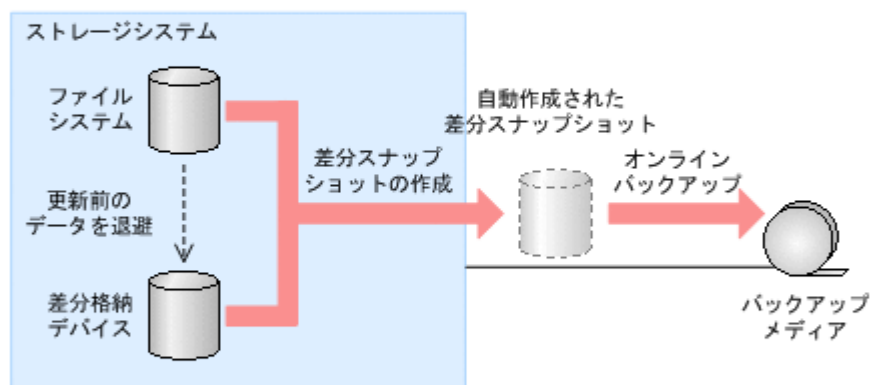 ストレージシステム
ファイル
システム
更新前の
データを退避
差分格納
デバイス
差分スナップ
ショットの作成
自動作成された
差分スナップショット
オンライン
バックアップ
バックアップ
メディア